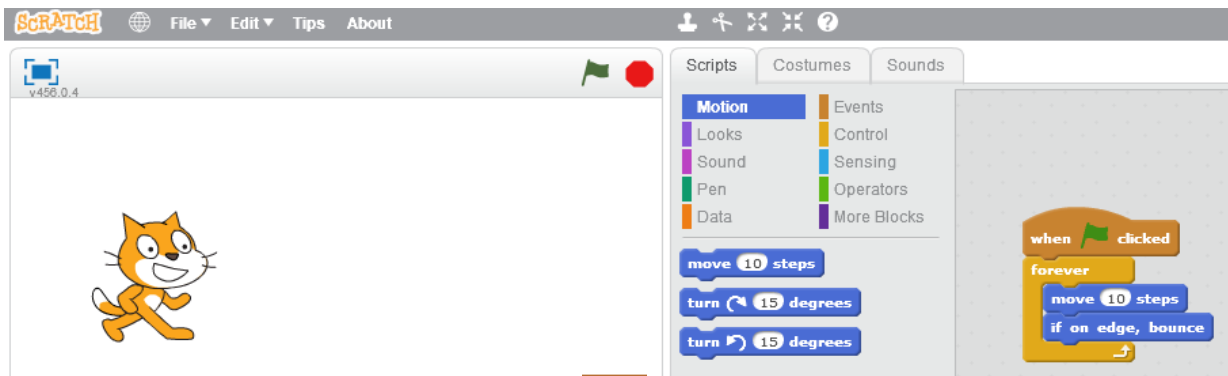 SCRATCH File Edit Tips About ?
v456.0.4
Scripts Costumes Sounds
Motion Events
Looks Control
Sound Sensing
Pen Operators
Data More Blocks
move 10 steps
turn 15 degrees
turn 15 degrees
when clicked
forever
move 10 steps
if on edge, bounce